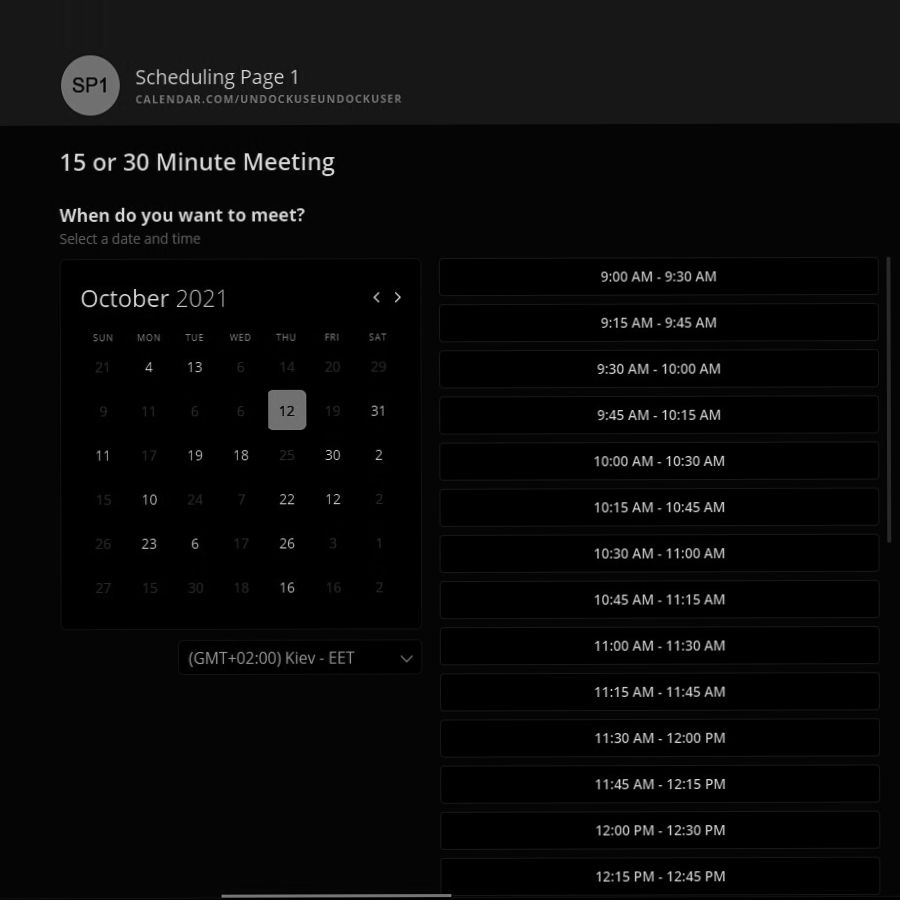 SP1
Scheduling Page 1
CALENDAR.COM/UNDOCKUSEUNDOCKUSER
15 or 30 Minute Meeting
When do you want to meet?
Select a date and time
October 2021
SUN MON TUE WED THU FRI SAT
21 4 13 6 14 20 29
9 11 6 6 12 19 31
11 17 19 18 25 30 2
15 10 24 7 22 12 2
26 23 6 17 26 3 1
27 15 30 18 16 16 2
(GMT+02:00) Kiev - EET
9:00 AM - 9:30 AM
9:15 AM - 9:45 AM
9:30 AM - 10:00 AM
9:45 AM - 10:15 AM
10:00 AM - 10:30 AM
10:15 AM - 10:45 AM
10:30 AM - 11:00 AM
10:45 AM - 11:15 AM
11:00 AM - 11:30 AM
11:15 AM - 11:45 AM
11:30 AM - 12:00 PM
11:45 AM - 12:15 PM
12:00 PM - 12:30 PM
12:15 PM - 12:45 PM